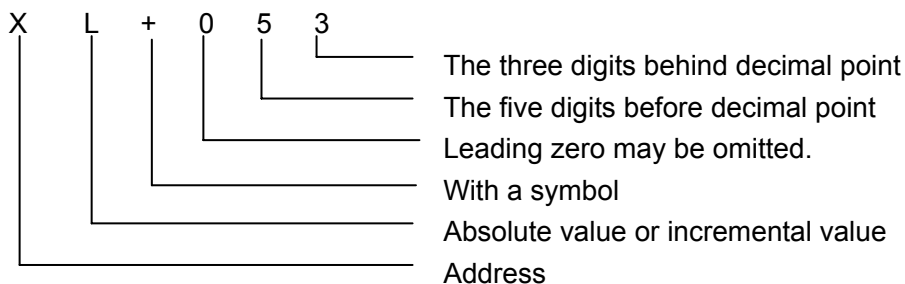 X L + 0 5 3
The three digits behind decimal point
The five digits before decimal point
Leading zero may be omitted.
With a symbol
Absolute value or incremental value
Address